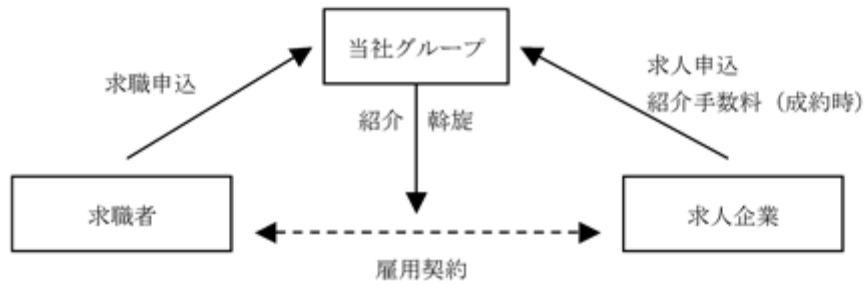 当社グループ
求職申込
求人申込
紹介手数料（成約時）
紹介 斡旋
求職者
求人企業
雇用契約